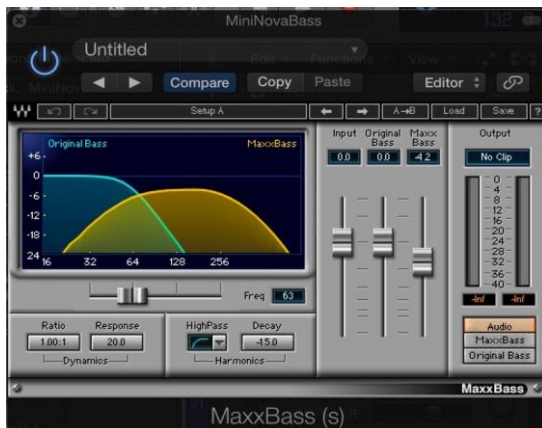 MiniNovaBass
132
Untitled
Compare Copy Paste Editor
Setup A A→B Load Save ?
Original Bass MaxxBass
+6
0
-6
-12
-18
24
16 32 64 128 256
Freq 63
Input Original Bass Maxx Bass
0.0 0.0 -4.2
Output
No Clip
0
4
8
12
16
20
24
28
32
36
40
-Inf -Inf
Audio
MaxxBass
Original Bass
Ratio Response
1.00:1 20.0
Dynamics
HighPass Decay
-15.0
Harmonics
MaxxBass
MaxxBass (s)